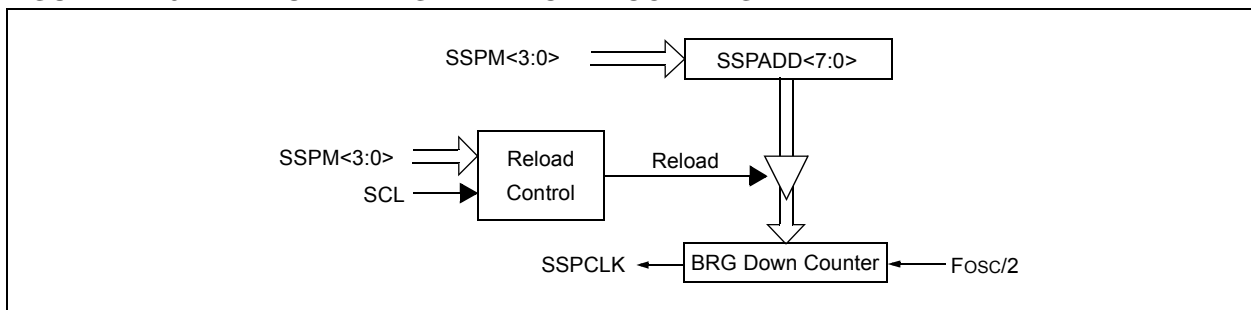 SSPM<3:0>
SSPADD<7:0>
SSPM<3:0>
SCL
Reload
Control
Reload
SSPCLK
BRG Down Counter
FOSC/2